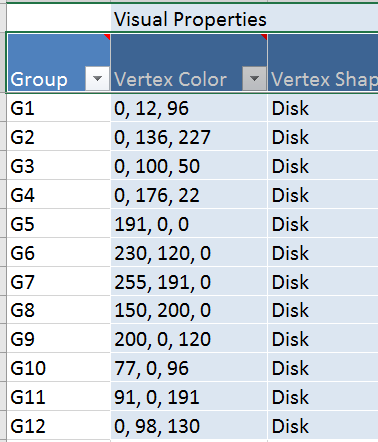 Visual Properties
Group Vertex Color Vertex Shap
G1 0, 12, 96 Disk
G2 0, 136, 227 Disk
G3 0, 100, 50 Disk
G4 0, 176, 22 Disk
G5 191, 0, 0 Disk
G6 230, 120, 0 Disk
G7 255, 191, 0 Disk
G8 150, 200, 0 Disk
G9 200, 0, 120 Disk
G10 77, 0, 96 Disk
G11 91, 0, 191 Disk
G12 0, 98, 130 Disk